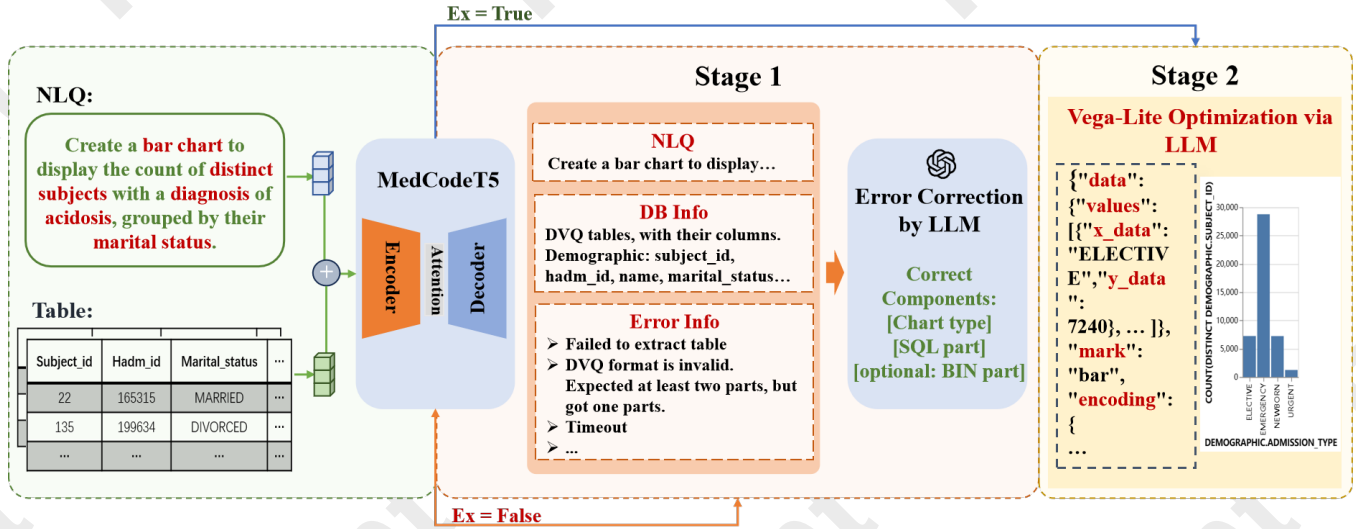 Ex = True
NLQ:
Create a bar chart to
display the count of distinct
subjects with a diagnosis of
acidosis, grouped by their
marital status.
Table:
Subject_id Hadm_id Marital_status ...
22 165315 MARRIED ...
135 199634 DIVORCED ...
... ... ...
MedCodeT5
Encoder
Attention
Decoder
Stage 1
NLQ
Create a bar chart to display…
DB Info
DVQ tables, with their columns.
Demographic: subject_id,
hadm_id, name, marital_status…
Error Info
➢ Failed to extract table
➢ DVQ format is invalid.
Expected at least two parts, but
got one parts.
➢ Timeout
➢ ...
Error Correction
by LLM
Correct
Components:
[Chart type]
[SQL part]
[optional: BIN part]
Ex = False
Stage 2
Vega-Lite Optimization via
LLM
{"data":
{"values":
[{"x_data":
"ELECTIV
E","y_data
":
7240}, … ]},
"mark":
"bar",
"encoding":
{
…
COUNT(DISTINCT DEMOGRAPHIC.SUBJECT_ID)
30,000
25,000
20,000
15,000
10,000
5,000
0
ELECTIVE
EMERGENCY
NEWBORN
URGENT
DEMOGRAPHIC.ADMISSION_TYPE